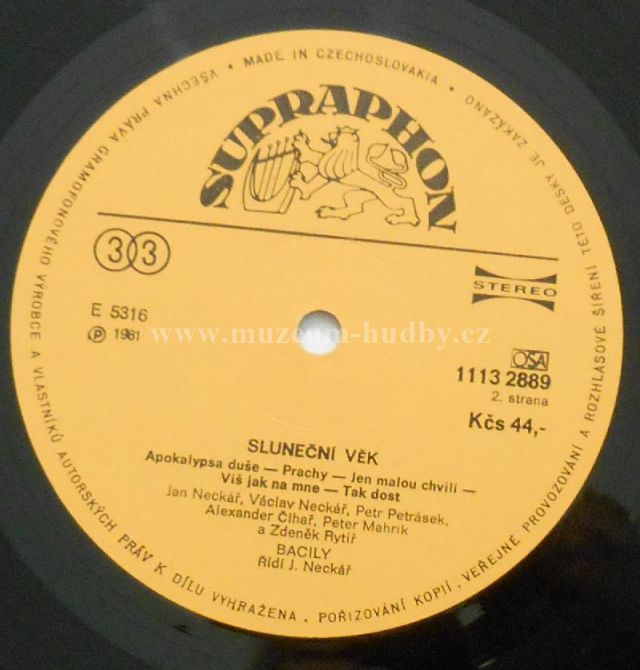 VŠECHNA PRÁVA GRAMOFONOVÉHO VÝROBCE A VLASTNÍKŮ AUTORSKÝCH PRÁV K DÍLU VYHRAŽENA . POŘIZOVÁNÍ KOPIÍ, VEŘEJNÉ PROVOZOVÁNÍ A ROZHLASOVÉ ŠÍŘENÍ TÉTO DESKY JE ZAKÁZÁNO • MADE IN CZECHOSLOVAKIA •
SUPRAPHON
33
STEREO
E 5316
℗ 1981
www.muzeum-hudby.cz
OSA
1113 2889
2. strana
Kčs 44,-
SLUNEČNÍ VĚK
Apokalypsa duše — Prachy — Jen malou chvíli —
Víš jak na mne — Tak dost
Jan Neckář, Václav Neckář, Petr Petrásek,
Alexander Čihař, Peter Mahrik
a Zdeněk Rytíř
BACILY
Řídí J. Neckář